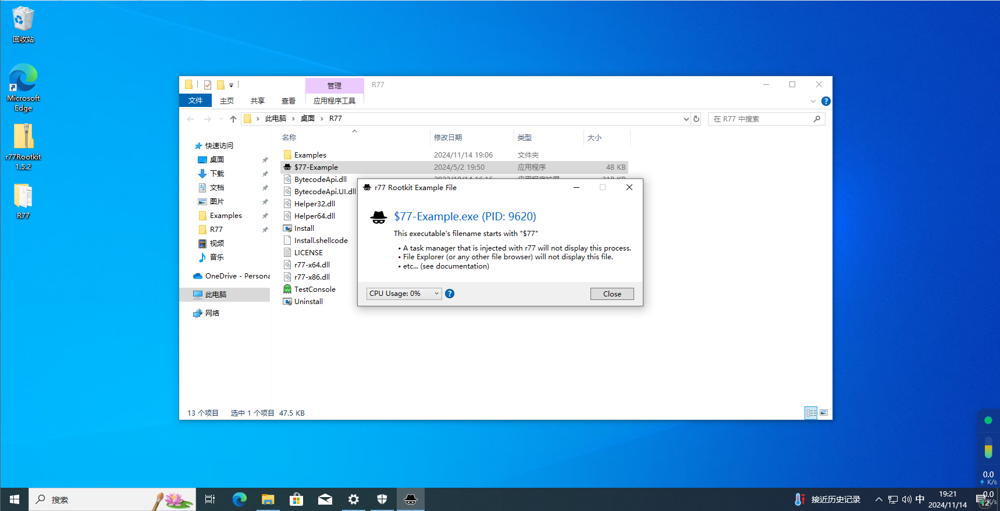 回收站
Microsoft
Edge
r77Rootkit
1.5.2
R77
管理
R77
文件
主页
共享
查看
应用程序工具
此电脑 › 桌面 › R77
在 R77 中搜索
名称
修改日期
类型
大小
快速访问
桌面
下载
文档
图片
Examples
R77
视频
音乐
OneDrive - Persona
此电脑
网络
Examples 2024/11/14 19:06 文件夹
$77-Example 2024/5/2 19:50 应用程序 48 KB
BytecodeApi.dll
BytecodeApi.UI.dll
Helper32.dll
Helper64.dll
Install
Install.shellcode
LICENSE
r77-x64.dll
r77-x86.dll
TestConsole
Uninstall
r77 Rootkit Example File
$77-Example.exe (PID: 9620)
This executable's filename starts with "$77"
• A task manager that is injected with r77 will not display this process.
• File Explorer (or any other file browser) will not display this file.
• etc... (see documentation)
CPU Usage: 0%
Close
13 个项目 选中 1 个项目 47.5 KB
0.0
K/s
0.0
K/s
搜索
接近历史记录
中
19:21
2024/11/14
12